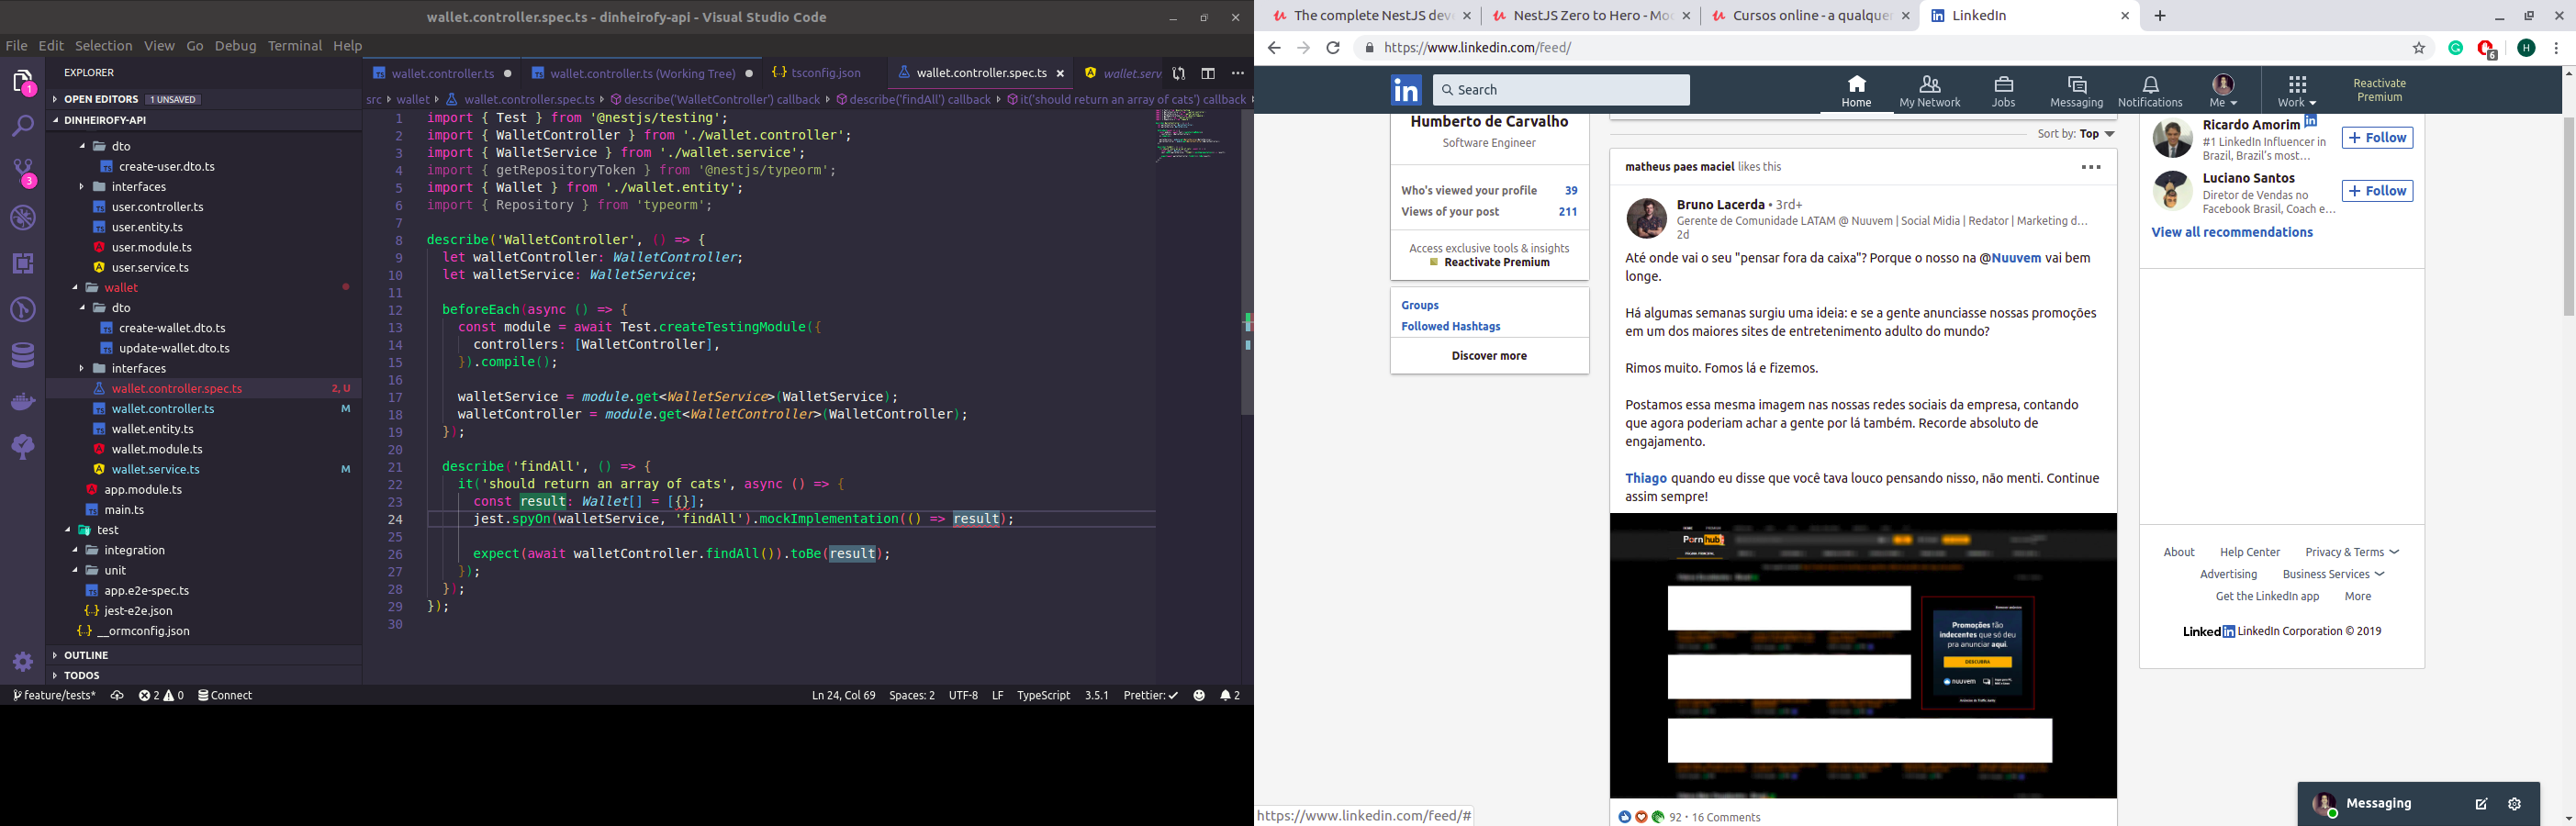 wallet.controller.spec.ts - dinheirofy-api - Visual Studio Code
File Edit Selection View Go Debug Terminal Help
EXPLORER
OPEN EDITORS 1 UNSAVED
DINHEIROFY-API
dto
create-user.dto.ts
interfaces
user.controller.ts
user.entity.ts
user.module.ts
user.service.ts
wallet
dto
create-wallet.dto.ts
update-wallet.dto.ts
interfaces
wallet.controller.spec.ts 2, U
wallet.controller.ts M
wallet.entity.ts
wallet.module.ts
wallet.service.ts M
app.module.ts
main.ts
test
integration
unit
app.e2e-spec.ts
jest-e2e.json
__ormconfig.json
OUTLINE
TODOS
1
3
wallet.controller.ts
wallet.controller.ts (Working Tree)
tsconfig.json
wallet.controller.spec.ts
wallet.serv
src wallet wallet.controller.spec.ts describe('WalletController') callback describe('findAll') callback it('should return an array of cats') callback
1 import { Test } from '@nestjs/testing';
2 import { WalletController } from './wallet.controller';
3 import { WalletService } from './wallet.service';
4 import { getRepositoryToken } from '@nestjs/typeorm';
5 import { Wallet } from './wallet.entity';
6 import { Repository } from 'typeorm';
7
8 describe('WalletController', () => {
9 let walletController: WalletController;
10 let walletService: WalletService;
11
12 beforeEach(async () => {
13 const module = await Test.createTestingModule({
14 controllers: [WalletController],
15 }).compile();
16
17 walletService = module.get<WalletService>(WalletService);
18 walletController = module.get<WalletController>(WalletController);
19 });
20
21 describe('findAll', () => {
22 it('should return an array of cats', async () => {
23 const result: Wallet[] = [{}];
24 jest.spyOn(walletService, 'findAll').mockImplementation(() => result);
25
26 expect(await walletController.findAll()).toBe(result);
27 });
28 });
29 });
30
feature/tests* 2 0 Connect Ln 24, Col 69 Spaces: 2 UTF-8 LF TypeScript 3.5.1 Prettier: 2
The complete NestJS dev
NestJS Zero to Hero - Mod
Cursos online - a qualquer
LinkedIn
https://www.linkedin.com/feed/
6
H
in Search
Home My Network Jobs Messaging Notifications Me Work
Reactivate
Premium
Humberto de Carvalho
Software Engineer
Who's viewed your profile 39
Views of your post 211
Access exclusive tools & insights
Reactivate Premium
Groups
Followed Hashtags
Discover more
Sort by: Top
matheus paes maciel likes this
Bruno Lacerda • 3rd+
Gerente de Comunidade LATAM @ Nuuvem | Social Midia | Redator | Marketing d...
2d
Até onde vai o seu "pensar fora da caixa"? Porque o nosso na @Nuuvem vai bem
longe.
Há algumas semanas surgiu uma ideia: e se a gente anunciasse nossas promoções
em um dos maiores sites de entretenimento adulto do mundo?
Rimos muito. Fomos lá e fizemos.
Postamos essa mesma imagem nas nossas redes sociais da empresa, contando
que agora poderiam achar a gente por lá também. Recorde absoluto de
engajamento.
Thiago quando eu disse que você tava louco pensando nisso, não menti. Continue
assim sempre!
Porn hub
Promoções tão
indecentes que só deu
pra anunciar aqui.
DESCUBRA
nuuvem
92 • 16 Comments
Ricardo Amorim in
#1 LinkedIn Influencer in
Brazil, Brazil's most...
+ Follow
Luciano Santos
Diretor de Vendas no
Facebook Brasil, Coach e...
+ Follow
View all recommendations
About Help Center Privacy & Terms
Advertising Business Services
Get the LinkedIn app More
Linked in LinkedIn Corporation © 2019
Messaging
https://www.linkedin.com/feed/#